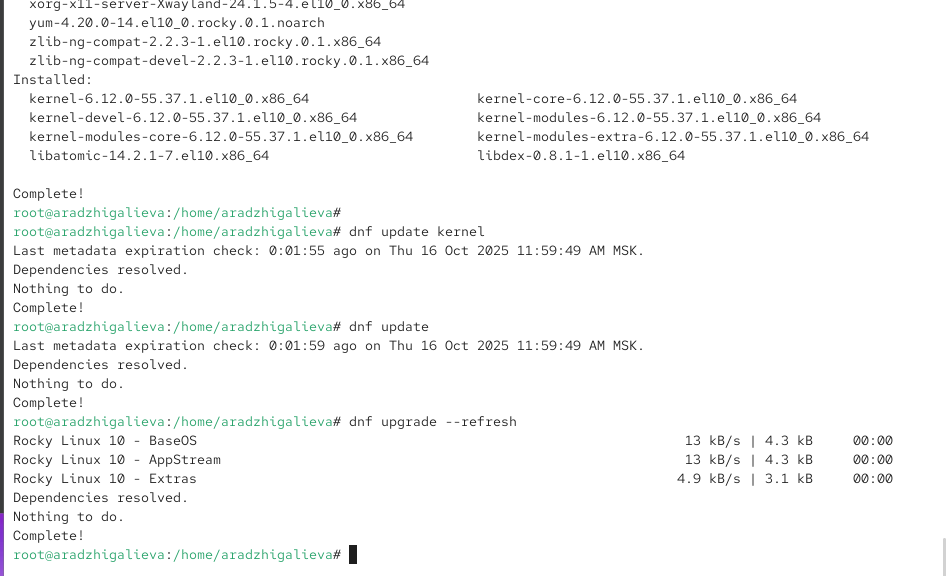 xorg-x11-server-Xwayland-24.1.5-4.el10_0.x86_64
yum-4.20.0-14.el10_0.rocky.0.1.noarch
zlib-ng-compat-2.2.3-1.el10.rocky.0.1.x86_64
zlib-ng-compat-devel-2.2.3-1.el10.rocky.0.1.x86_64
Installed:
kernel-6.12.0-55.37.1.el10_0.x86_64 kernel-core-6.12.0-55.37.1.el10_0.x86_64
kernel-devel-6.12.0-55.37.1.el10_0.x86_64 kernel-modules-6.12.0-55.37.1.el10_0.x86_64
kernel-modules-core-6.12.0-55.37.1.el10_0.x86_64 kernel-modules-extra-6.12.0-55.37.1.el10_0.x86_64
libatomic-14.2.1-7.el10.x86_64 libdex-0.8.1-1.el10.x86_64
Complete!
root@aradzhigalieva:/home/aradzhigalieva#
root@aradzhigalieva:/home/aradzhigalieva# dnf update kernel
Last metadata expiration check: 0:01:55 ago on Thu 16 Oct 2025 11:59:49 AM MSK.
Dependencies resolved.
Nothing to do.
Complete!
root@aradzhigalieva:/home/aradzhigalieva# dnf update
Last metadata expiration check: 0:01:59 ago on Thu 16 Oct 2025 11:59:49 AM MSK.
Dependencies resolved.
Nothing to do.
Complete!
root@aradzhigalieva:/home/aradzhigalieva# dnf upgrade --refresh
Rocky Linux 10 - BaseOS 13 kB/s | 4.3 kB 00:00
Rocky Linux 10 - AppStream 13 kB/s | 4.3 kB 00:00
Rocky Linux 10 - Extras 4.9 kB/s | 3.1 kB 00:00
Dependencies resolved.
Nothing to do.
Complete!
root@aradzhigalieva:/home/aradzhigalieva#